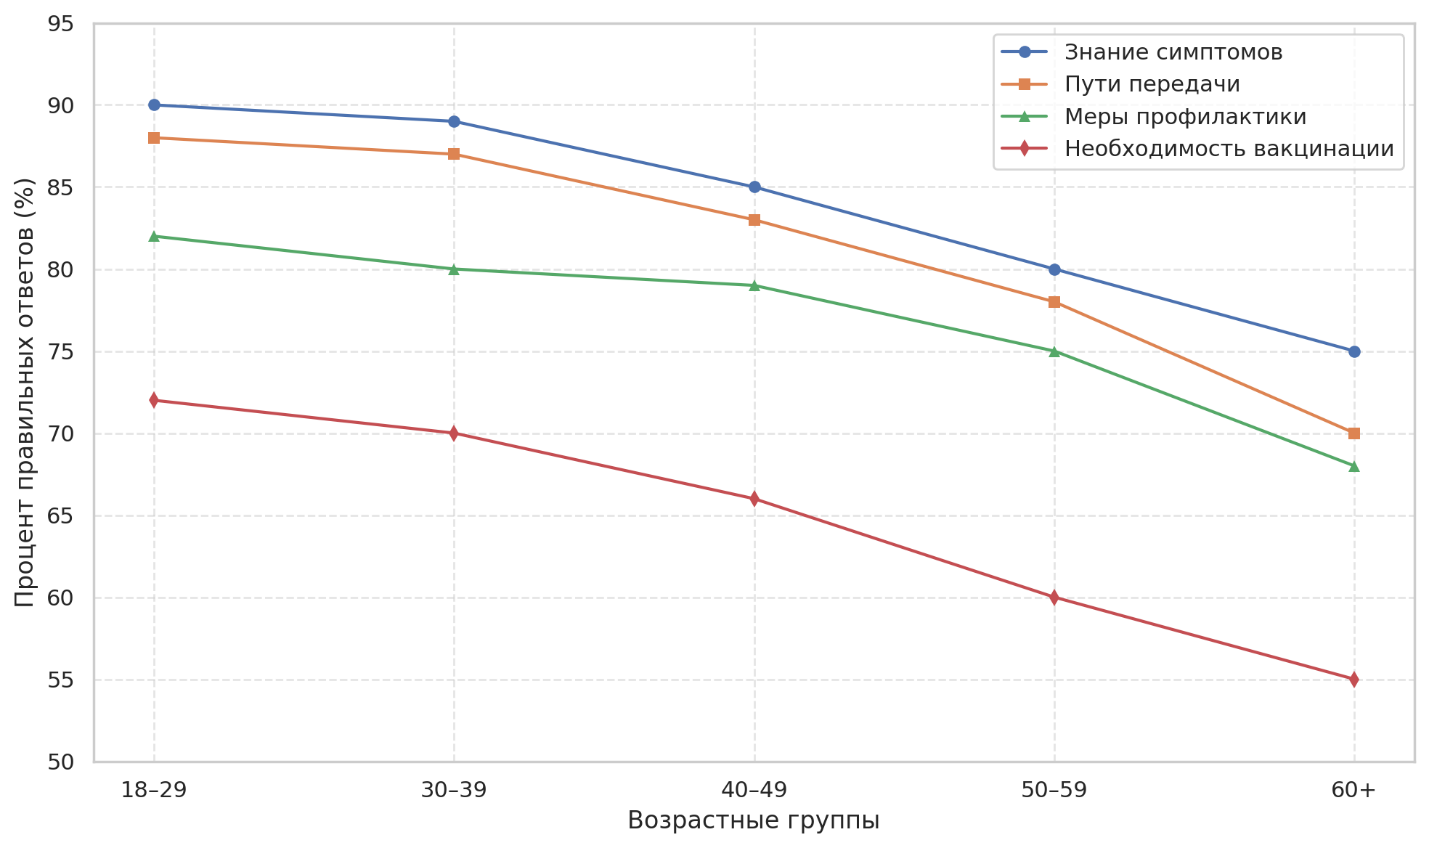 95
90
85
80
75
70
65
60
55
50
Процент правильных ответов (%)
Знание симптомов
Пути передачи
Меры профилактики
Необходимость вакцинации
18–29
30–39
40–49
50–59
60+
Возрастные группы